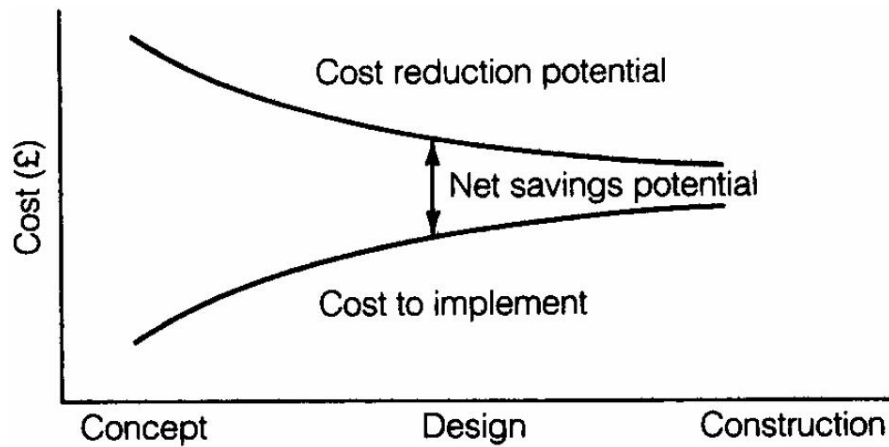 Cost reduction potential
Cost (£)
Net savings potential
Cost to implement
Concept Design Construction